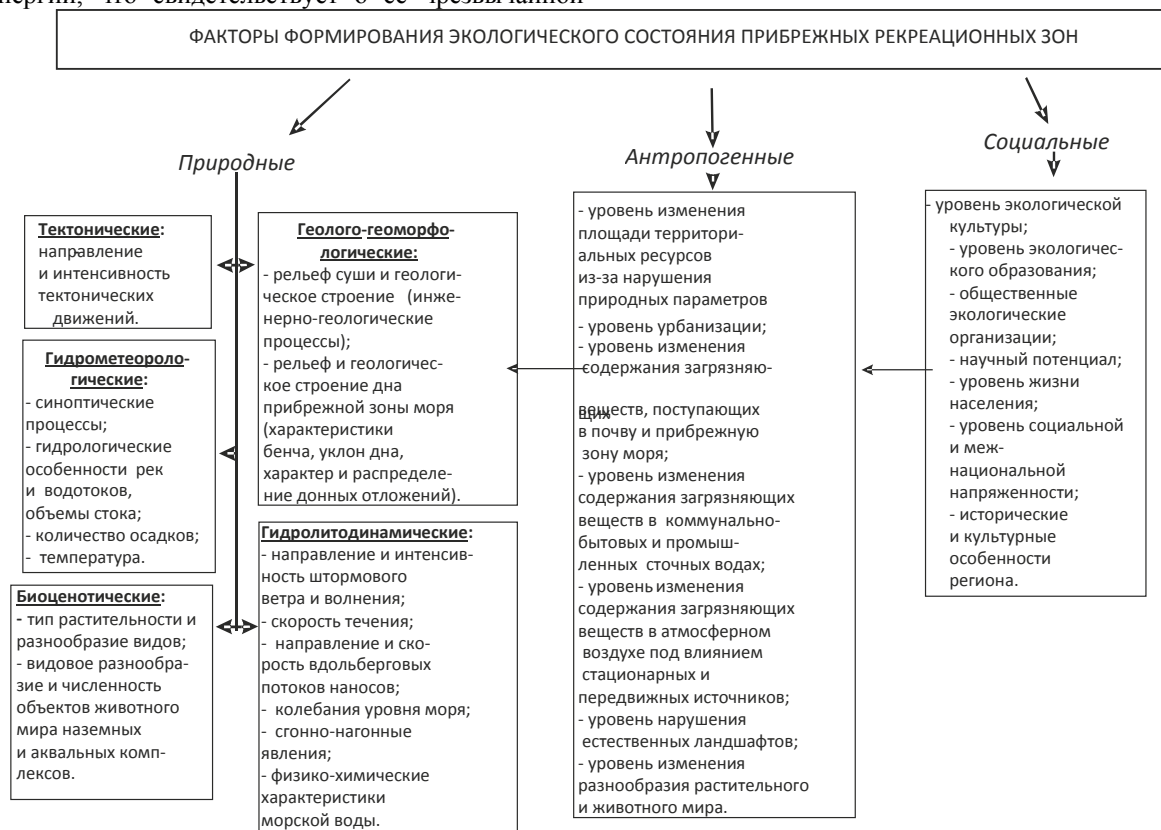 что свидетельствует о ее чрезвычайной
ФАКТОРЫ ФОРМИРОВАНИЯ ЭКОЛОГИЧЕСКОГО СОСТОЯНИЯ ПРИБРЕЖНЫХ РЕКРЕАЦИОННЫХ ЗОН
Природные
Антропогенные
Социальные
Тектонические:
направление
и интенсивность
тектонических
движений.
Гидрометеороло-
гические:
- синоптические
процессы;
- гидрологические
особенности рек
и водотоков,
объемы стока;
- количество осадков;
- температура.
Биоценотические:
- тип растительности и
разнообразие видов;
- видовое разнообра-
зие и численность
объектов животного
мира наземных
и аквальных комп-
лексов.
Геолого-геоморфо-
логические:
- рельеф суши и геологи-
ческое строение (инже-
нерно-геологические
процессы);
- рельеф и геологичес-
кое строение дна
прибрежной зоны моря
(характеристики
бенча, уклон дна,
характер и распределе-
ние донных отложений).
Гидролитодинамические:
- направление и интенсив-
ность штормового
ветра и волнения;
- скорость течения;
- направление и ско-
рость вдольберговых
потоков наносов;
- колебания уровня моря;
- сгонно-нагонные
явления;
- физико-химические
характеристики
морской воды.
- уровень изменения
площади территори-
альных ресурсов
из-за нарушения
природных параметров
- уровень урбанизации;
- уровень изменения
содержания загрязняю-
щих
веществ, поступающих
в почву и прибрежную
зону моря;
- уровень изменения
содержания загрязняющих
веществ в коммунально-
бытовых и промыш-
ленных сточных водах;
- уровень изменения
содержания загрязняющих
веществ в атмосферном
воздухе под влиянием
стационарных и
передвижных источников;
- уровень нарушения
естественных ландшафтов;
- уровень изменения
разнообразия растительного
и животного мира.
- уровень экологической
культуры;
- уровень экологичес-
кого образования;
- общественные
экологические
организации;
- научный потенциал;
- уровень жизни
населения;
- уровень социальной
и меж-
национальной
напряженности;
- исторические
и культурные
особенности
региона.